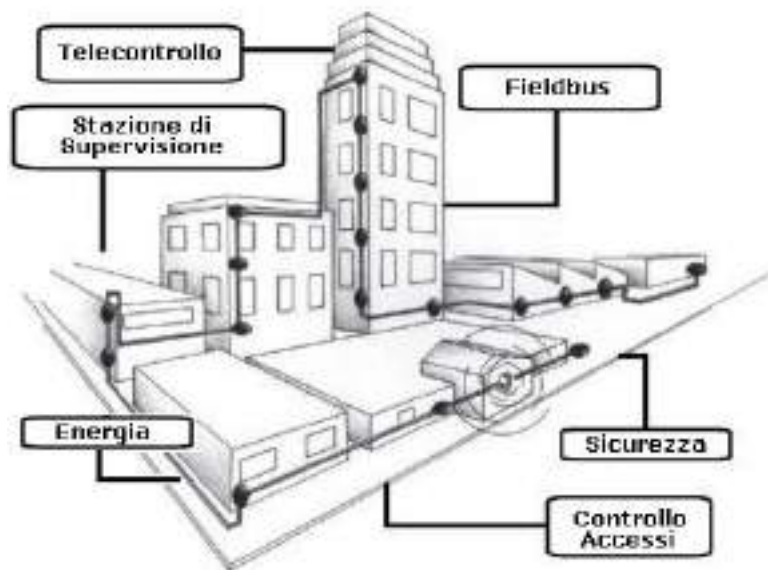 Telecontrollo
Fieldbus
Stazione di
Supervisione
Energia
Sicurezza
Controllo
Accessi